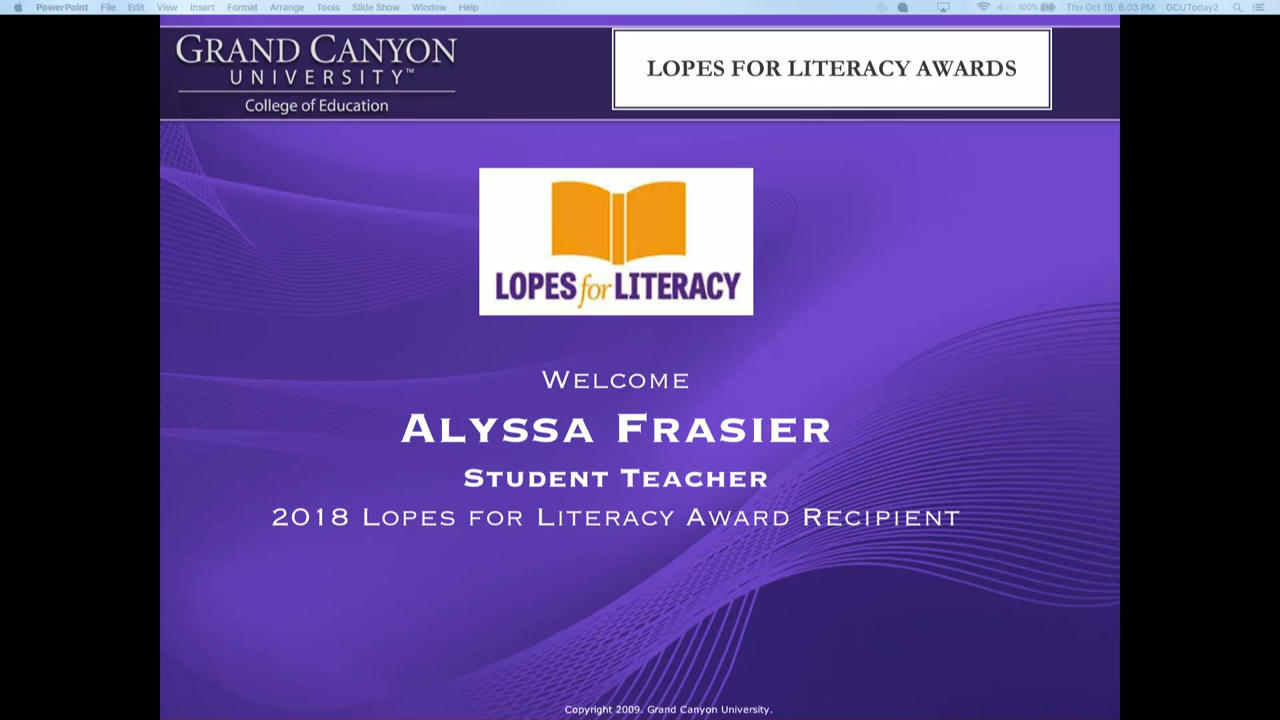 PowerPoint File Edit View Insert Format Arrange Tools Slide Show Window Help 100% Thu Oct 18 6:03 PM GCUToday2
GRAND CANYON
UNIVERSITY™
College of Education
LOPES FOR LITERACY AWARDS
LOPES for LITERACY
WELCOME
ALYSSA FRASIER
STUDENT TEACHER
2018 LOPES FOR LITERACY AWARD RECIPIENT
Copyright 2009. Grand Canyon University.